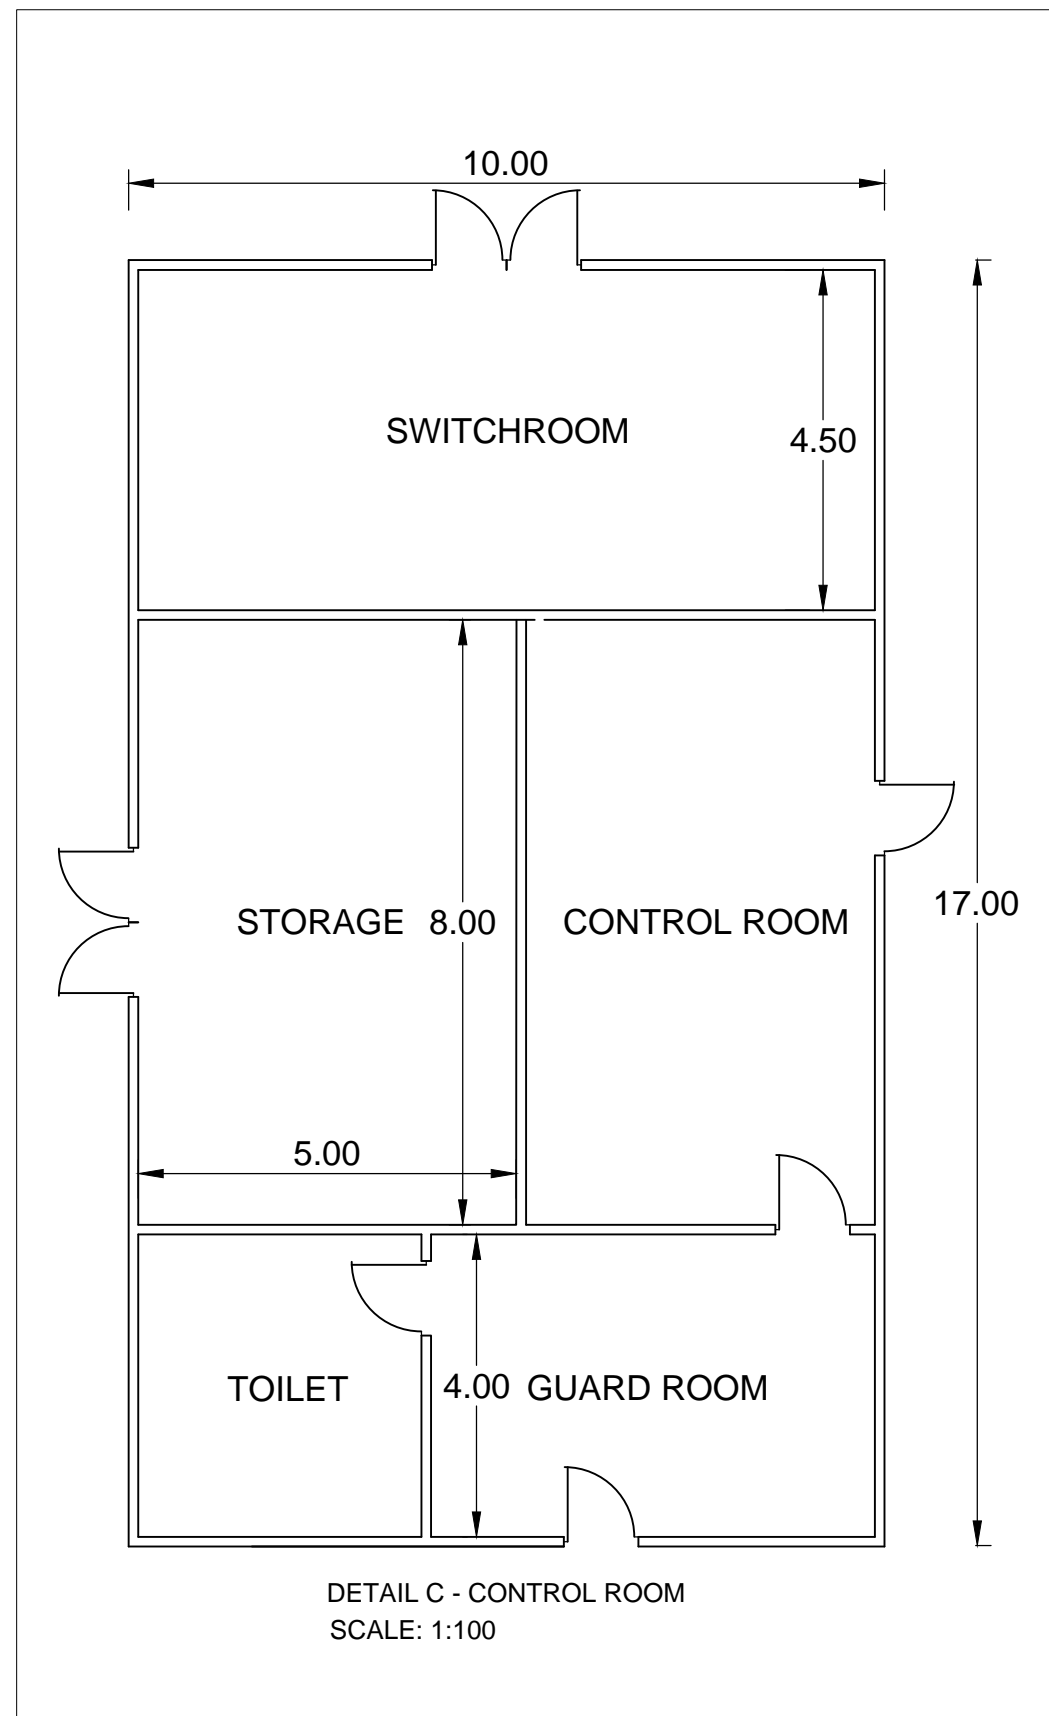 10.00
SWITCHROOM
4.50
STORAGE
8.00
CONTROL ROOM
17.00
5.00
TOILET
4.00
GUARD ROOM
DETAIL C - CONTROL ROOM
SCALE: 1:100